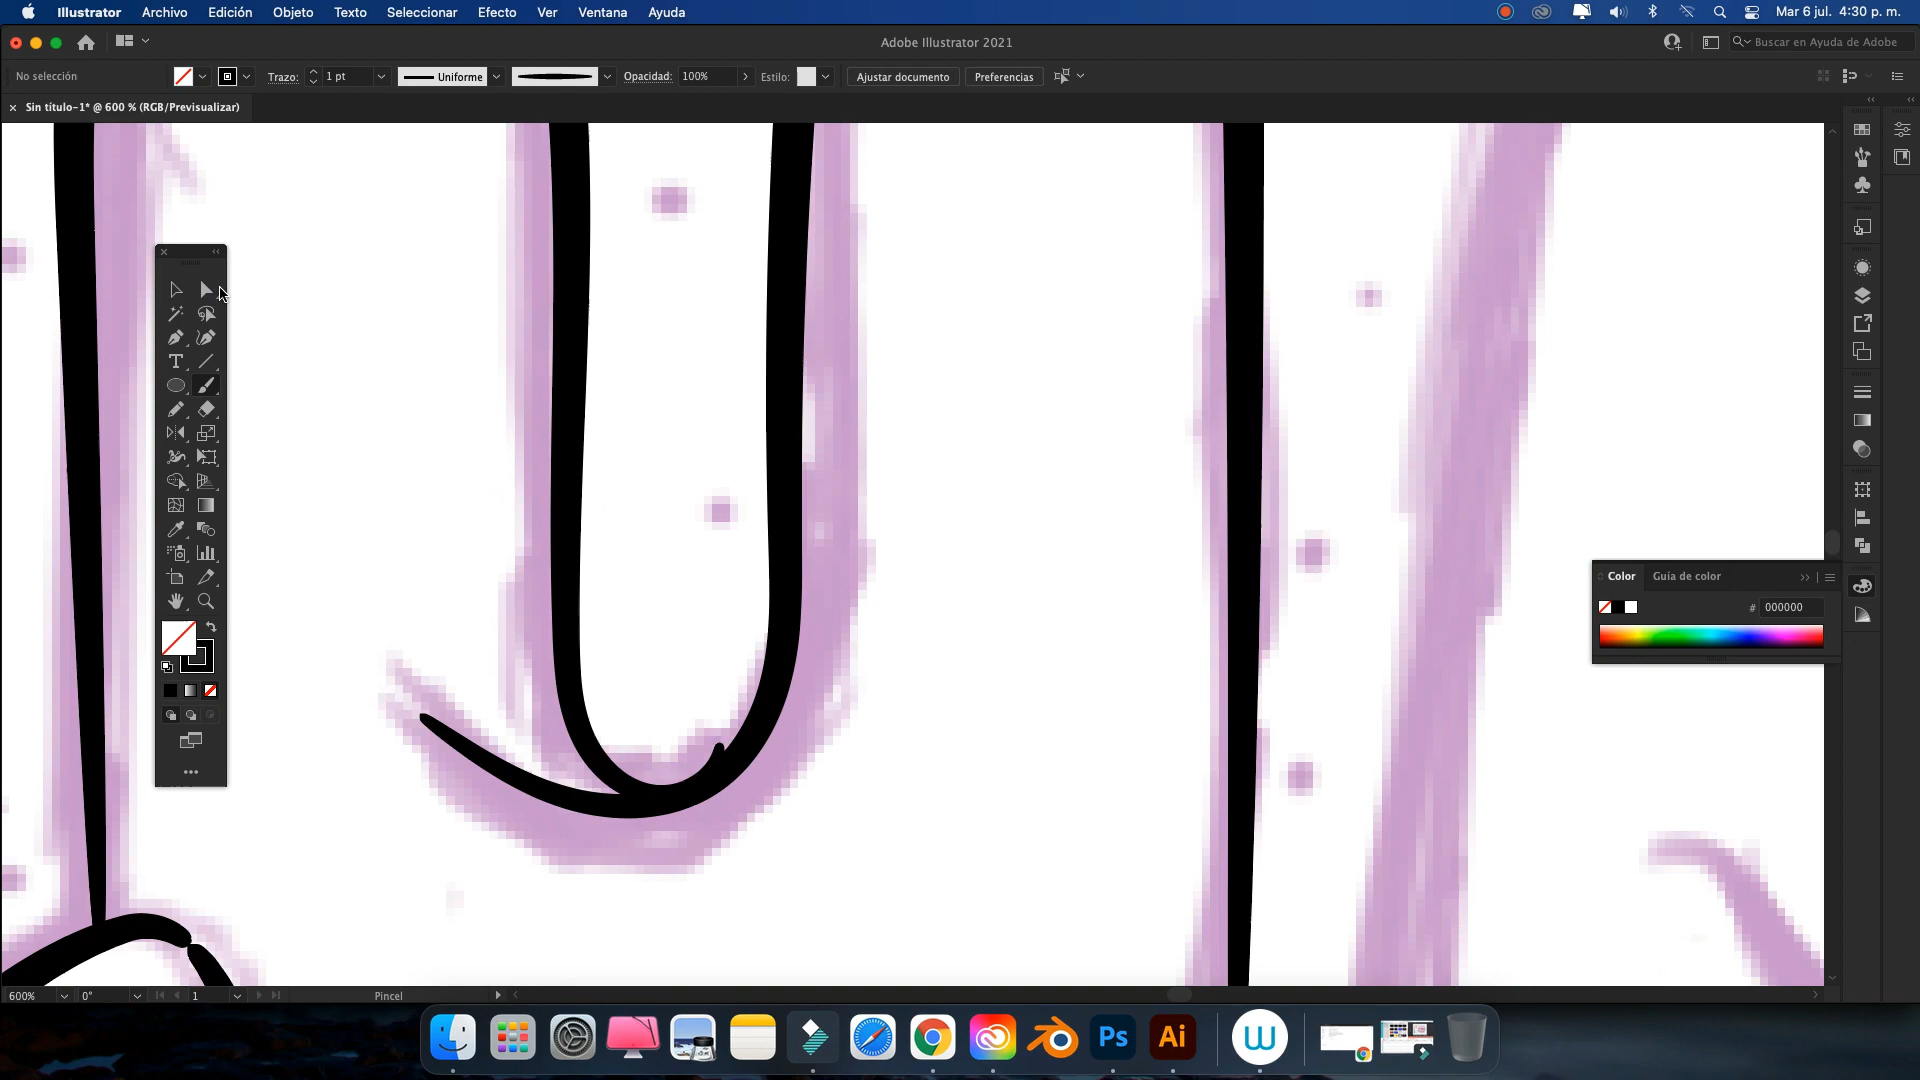 Illustrator Archivo Edición Objeto Texto Seleccionar Efecto Ver Ventana Ayuda Mar 6 jul. 4:30 p. m.
Adobe Illustrator 2021 Buscar en Ayuda de Adobe
No selección Trazo: 1 pt Uniforme Opacidad: 100% Estilo: Ajustar documento Preferencias
Sin título-1* @ 600 % (RGB/Previsualizar)
Color Guía de color
# 000000
600% 0° 1 Pincel
Ps Ai W